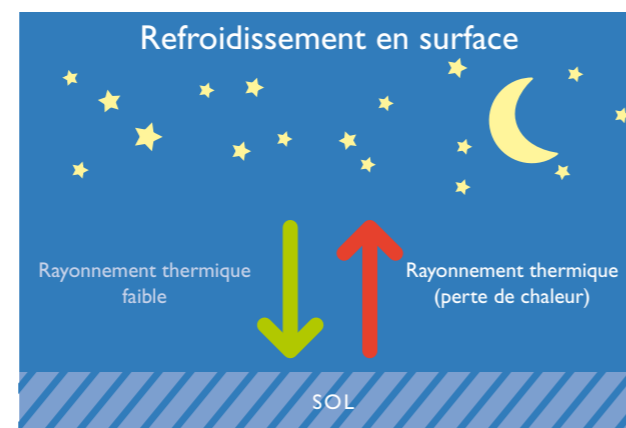 Refroidissement en surface
Rayonnement thermique
faible
Rayonnement thermique
(perte de chaleur)
SOL